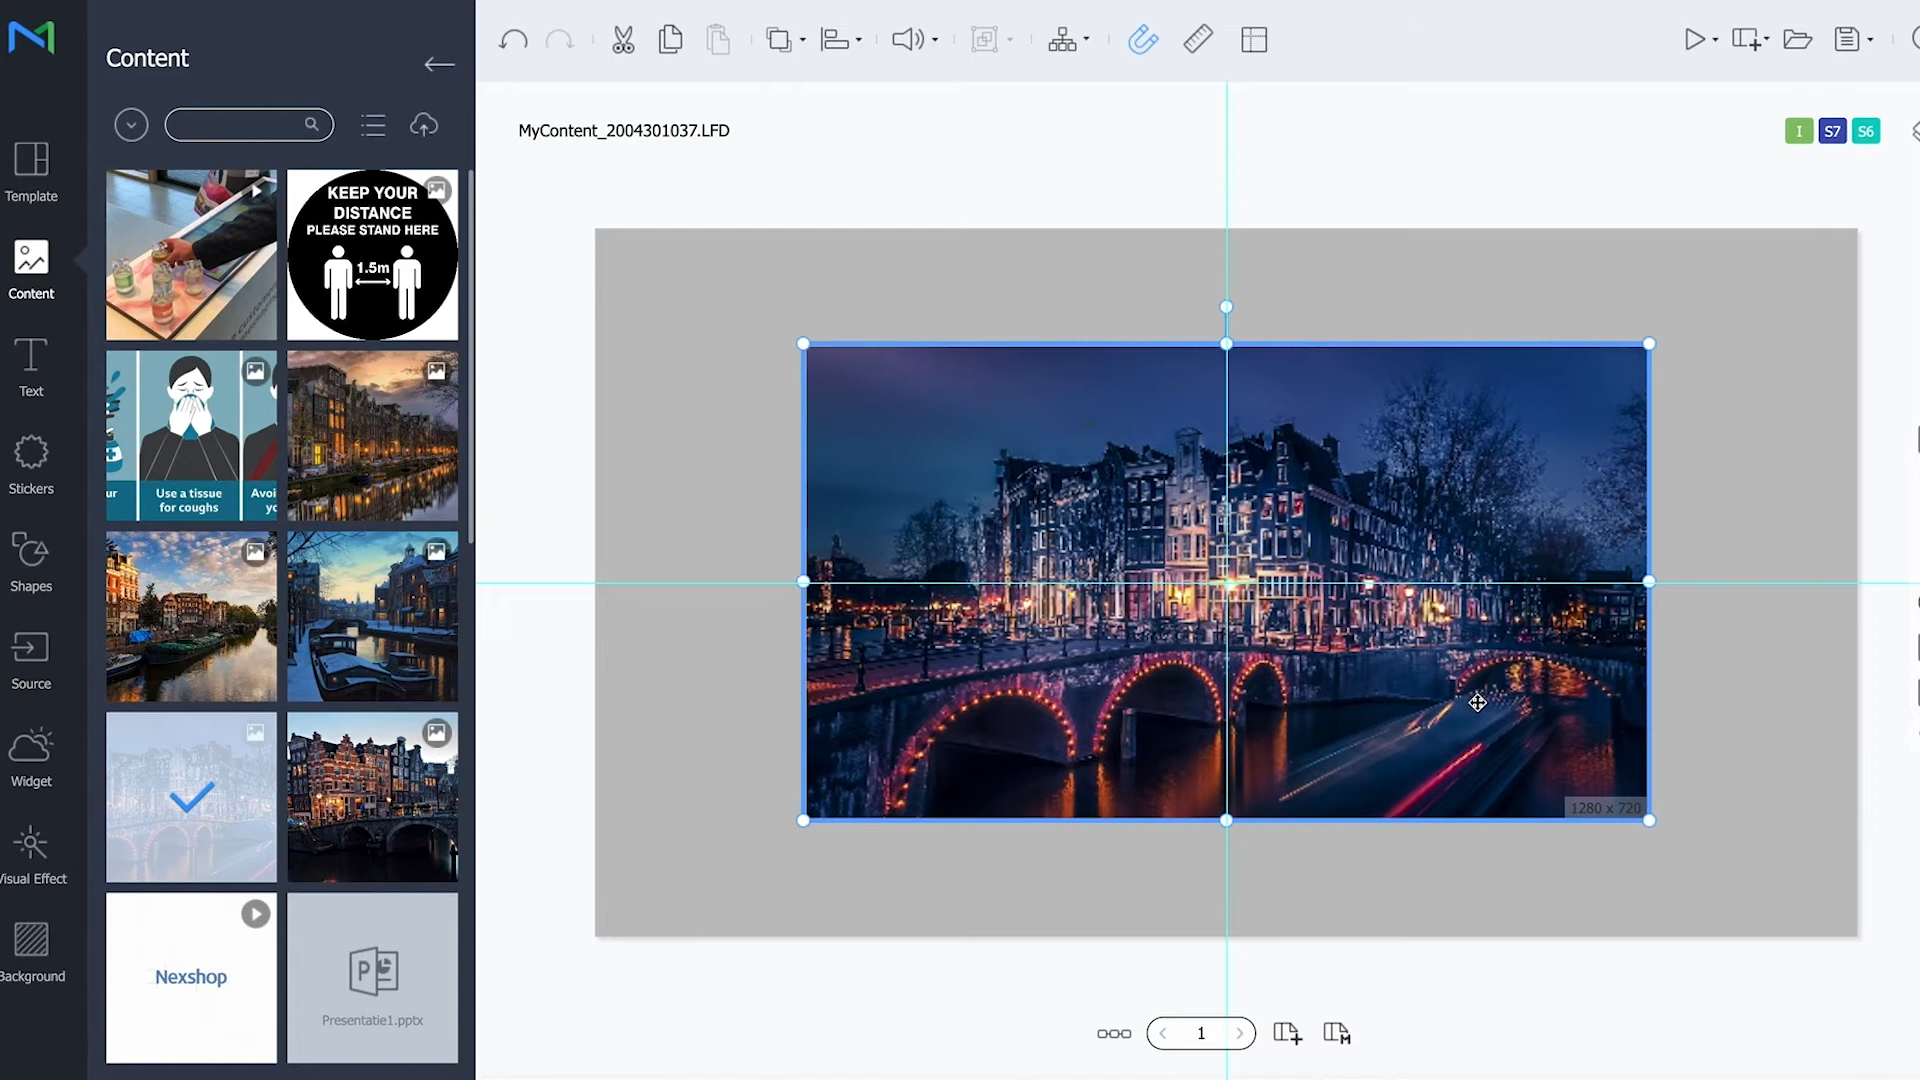 Content
MyContent_2004301037.LFD
I
S7
S6
Template
Content
Text
Stickers
Shapes
Source
Widget
Visual Effect
Background
KEEP YOUR
DISTANCE
PLEASE STAND HERE
1.5m
ur
Use a tissue
for coughs
Avoi
yc
Nexshop
P
Presentatie1.pptx
1280 x 720
1
M